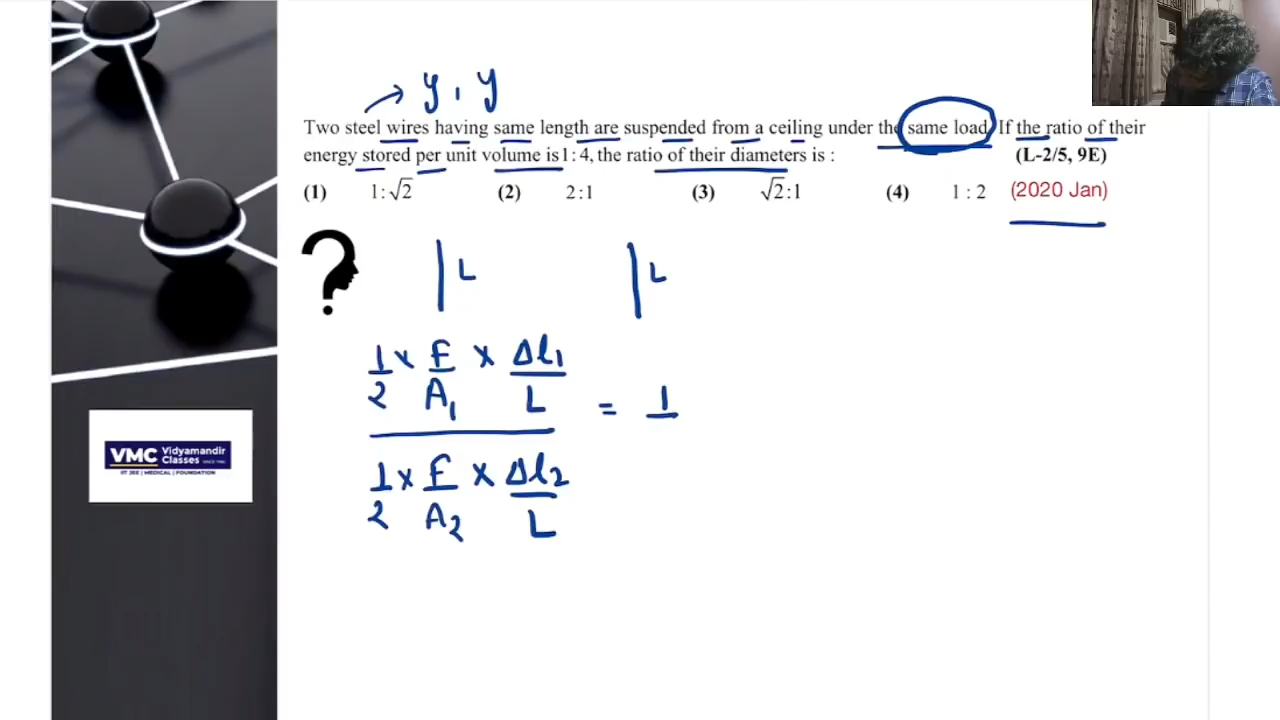 y, y
Two steel wires having same length are suspended from a ceiling under the same load. If the ratio of their
energy stored per unit volume is 1 : 4, the ratio of their diameters is : (L-2/5, 9E)
(1) 1:√2 (2) 2:1 (3) √2:1 (4) 1 : 2 (2020 Jan)
L L
1/2 × F/A₁ × Δl₁/L
= 1
1/2 × F/A₂ × Δl₂/L
VMC Vidyamandir Classes SINCE 1986
IIT JEE | MEDICAL | FOUNDATION